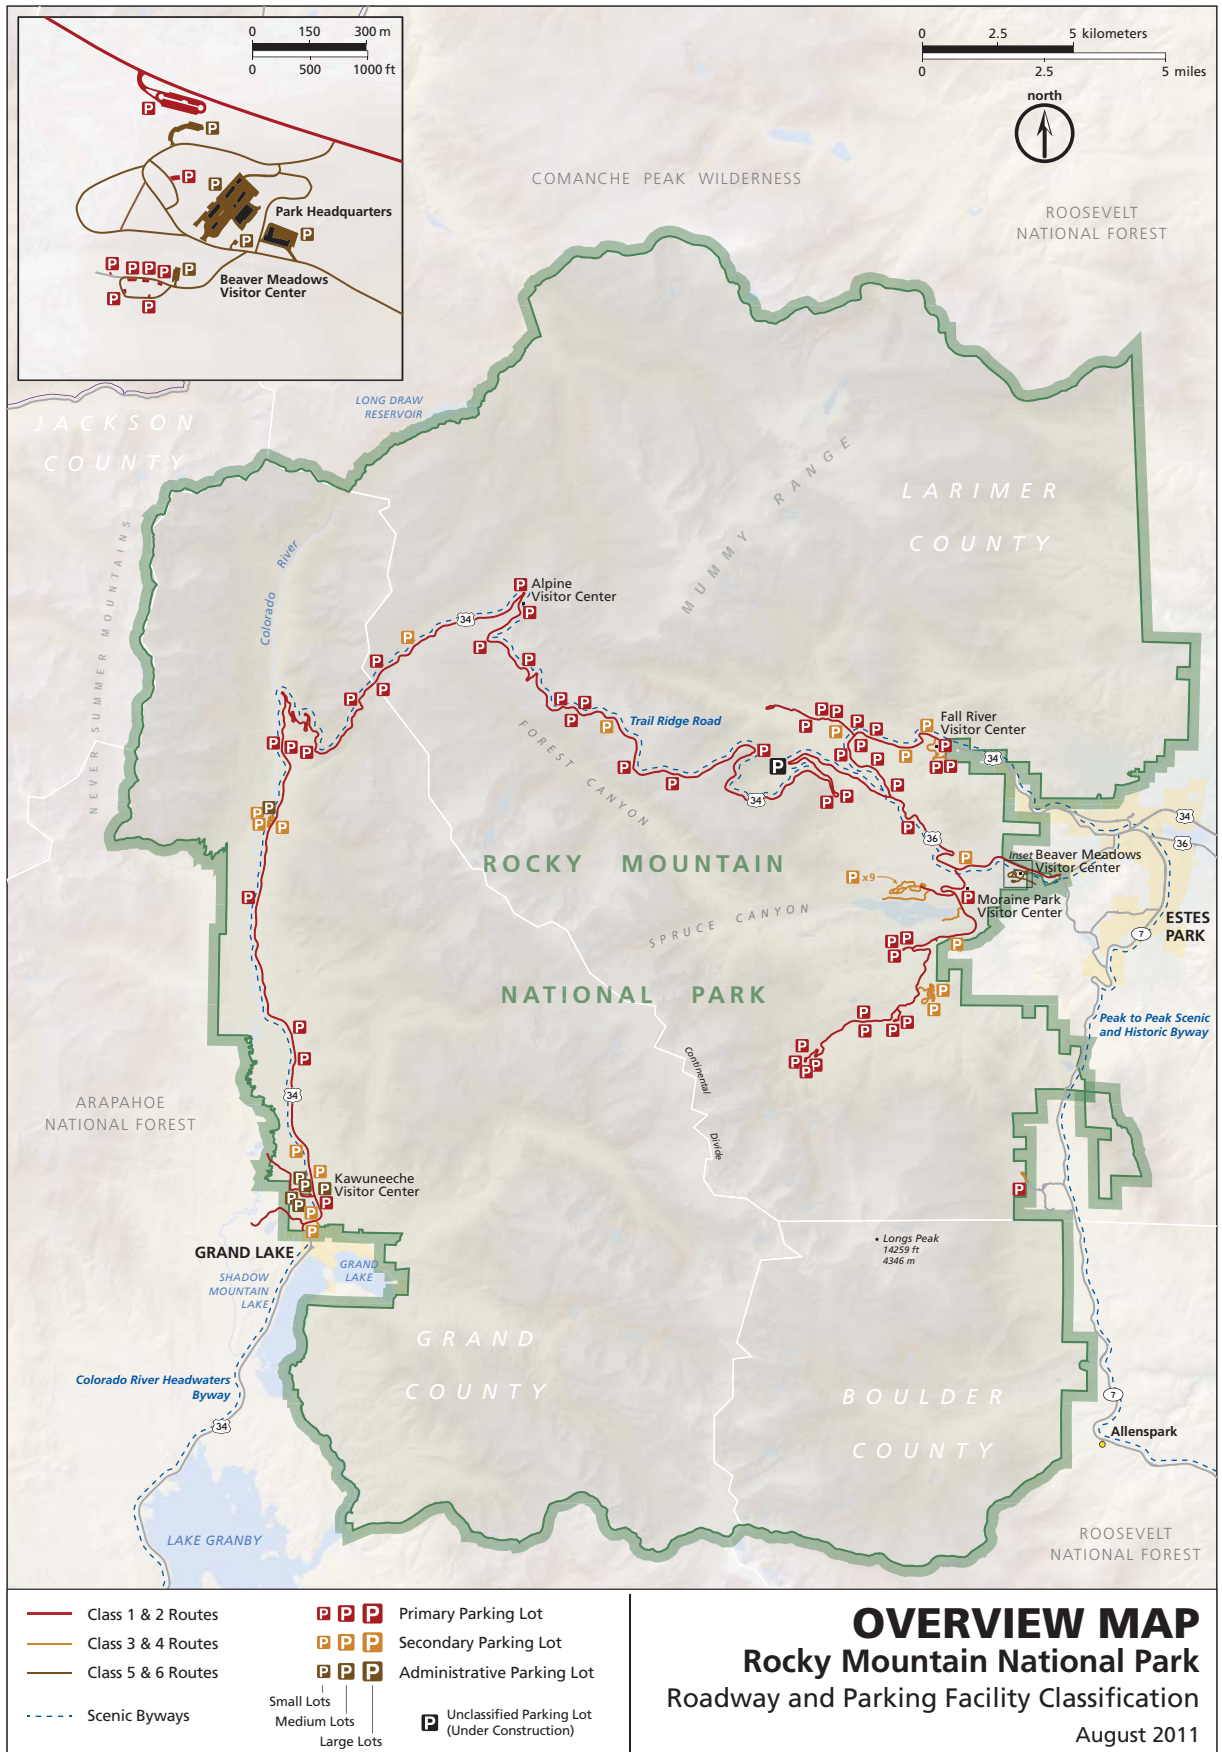 0 150 300 m
0 500 1000 ft
P
P
P
P
Park Headquarters
P
P
P
P P P P
Beaver Meadows
Visitor Center
P
P
0 2.5 5 kilometers
0 2.5 5 miles
north
COMANCHE PEAK WILDERNESS
ROOSEVELT
NATIONAL FOREST
LONG DRAW
RESERVOIR
JACKSON
COUNTY
MUMMY RANGE
LARIMER
COUNTY
NEVER SUMMER MOUNTAINS
Colorado River
Alpine
Visitor Center
34
Trail Ridge Road
FOREST CANYON
Fall River
Visitor Center
34
34
34
36
36
Inset
Beaver Meadows
Visitor Center
ROCKY MOUNTAIN
P x9
Moraine Park
Visitor Center
SPRUCE CANYON
ESTES
PARK
7
NATIONAL PARK
Peak to Peak Scenic
and Historic Byway
Continental
Divide
34
ARAPAHOE
NATIONAL FOREST
Kawuneeche
Visitor Center
GRAND LAKE
Longs Peak
14259 ft
4346 m
SHADOW
MOUNTAIN
LAKE
GRAND
LAKE
GRAND
COUNTY
Colorado River Headwaters
Byway
34
BOULDER
COUNTY
7
Allenspark
LAKE GRANBY
ROOSEVELT
NATIONAL FOREST
Class 1 & 2 Routes
Class 3 & 4 Routes
Class 5 & 6 Routes
Scenic Byways
P P P Primary Parking Lot
P P P Secondary Parking Lot
P P P Administrative Parking Lot
Small Lots
Medium Lots
Large Lots
P Unclassified Parking Lot
(Under Construction)
OVERVIEW MAP
Rocky Mountain National Park
Roadway and Parking Facility Classification
August 2011